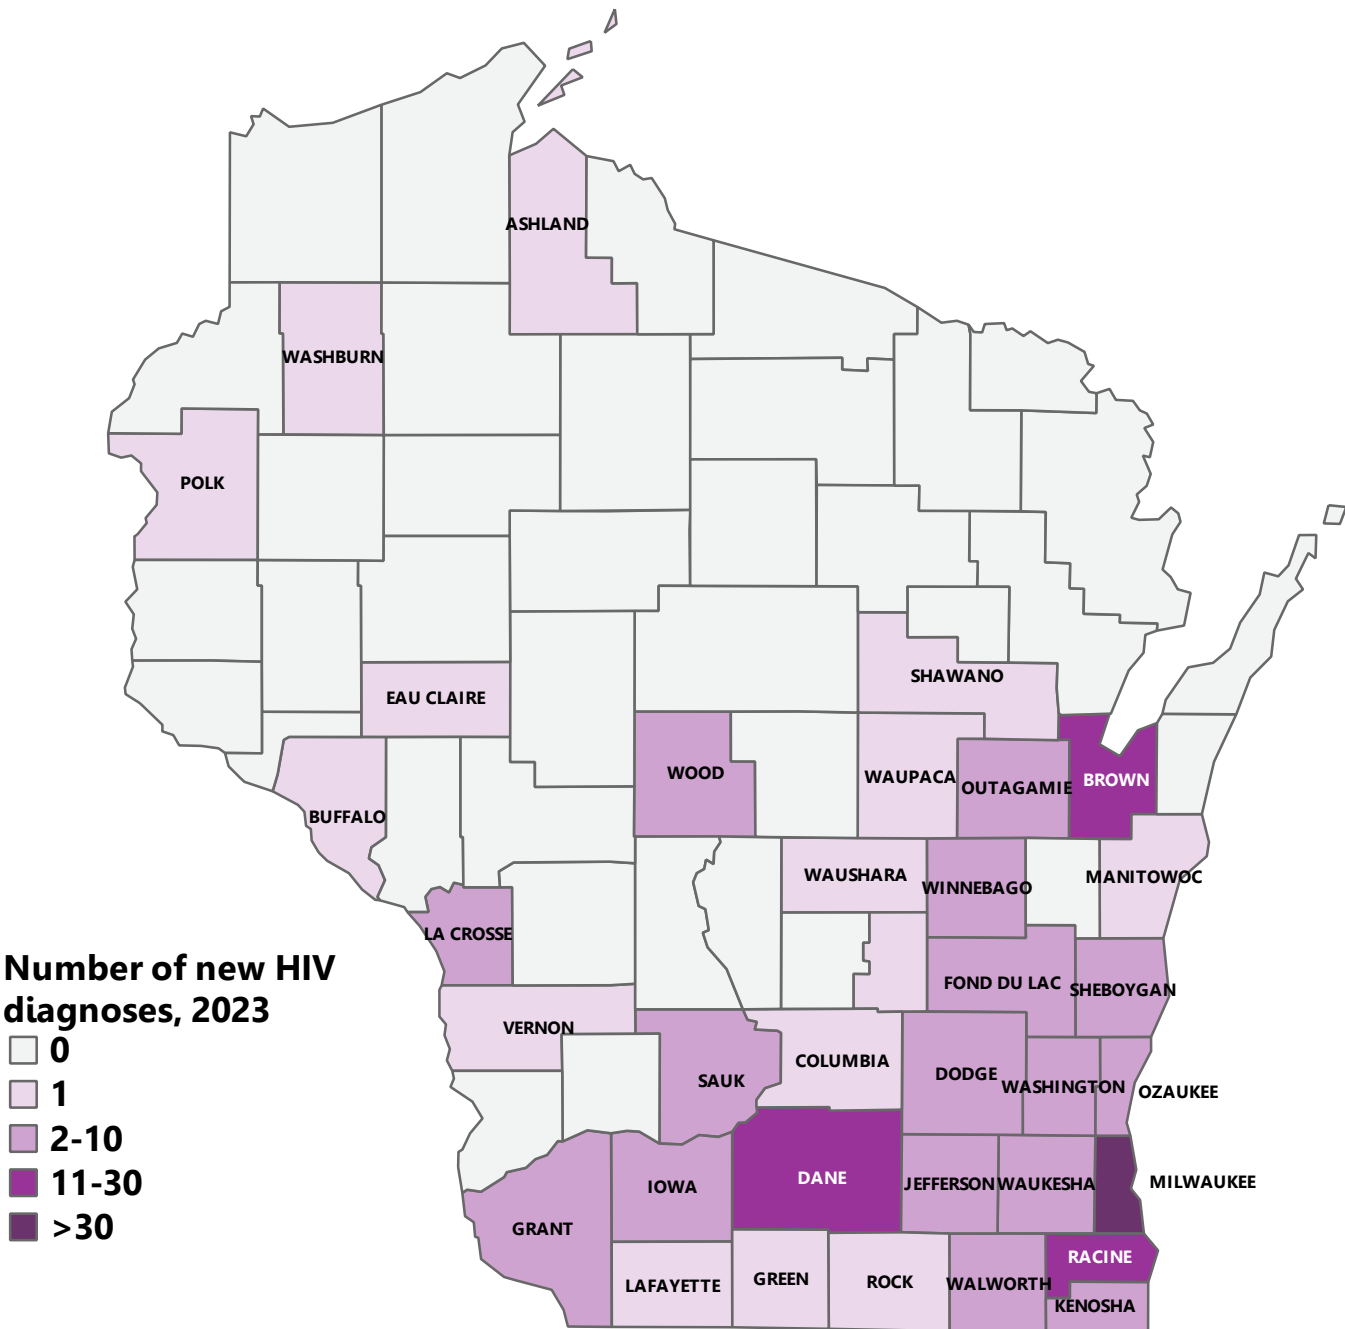 ASHLAND
WASHBURN
POLK
SHAWANO
EAU CLAIRE
WOOD
WAUPACA
OUTAGAMIE
BROWN
BUFFALO
WAUSHARA
WINNEBAGO
MANITOWOC
LA CROSSE
FOND DU LAC
SHEBOYGAN
VERNON
SAUK
COLUMBIA
DODGE
WASHINGTON
OZAUKEE
IOWA
DANE
JEFFERSON
WAUKESHA
MILWAUKEE
GRANT
LAFAYETTE
GREEN
ROCK
WALWORTH
RACINE
KENOSHA
Number of new HIV
diagnoses, 2023
0
1
2-10
11-30
>30